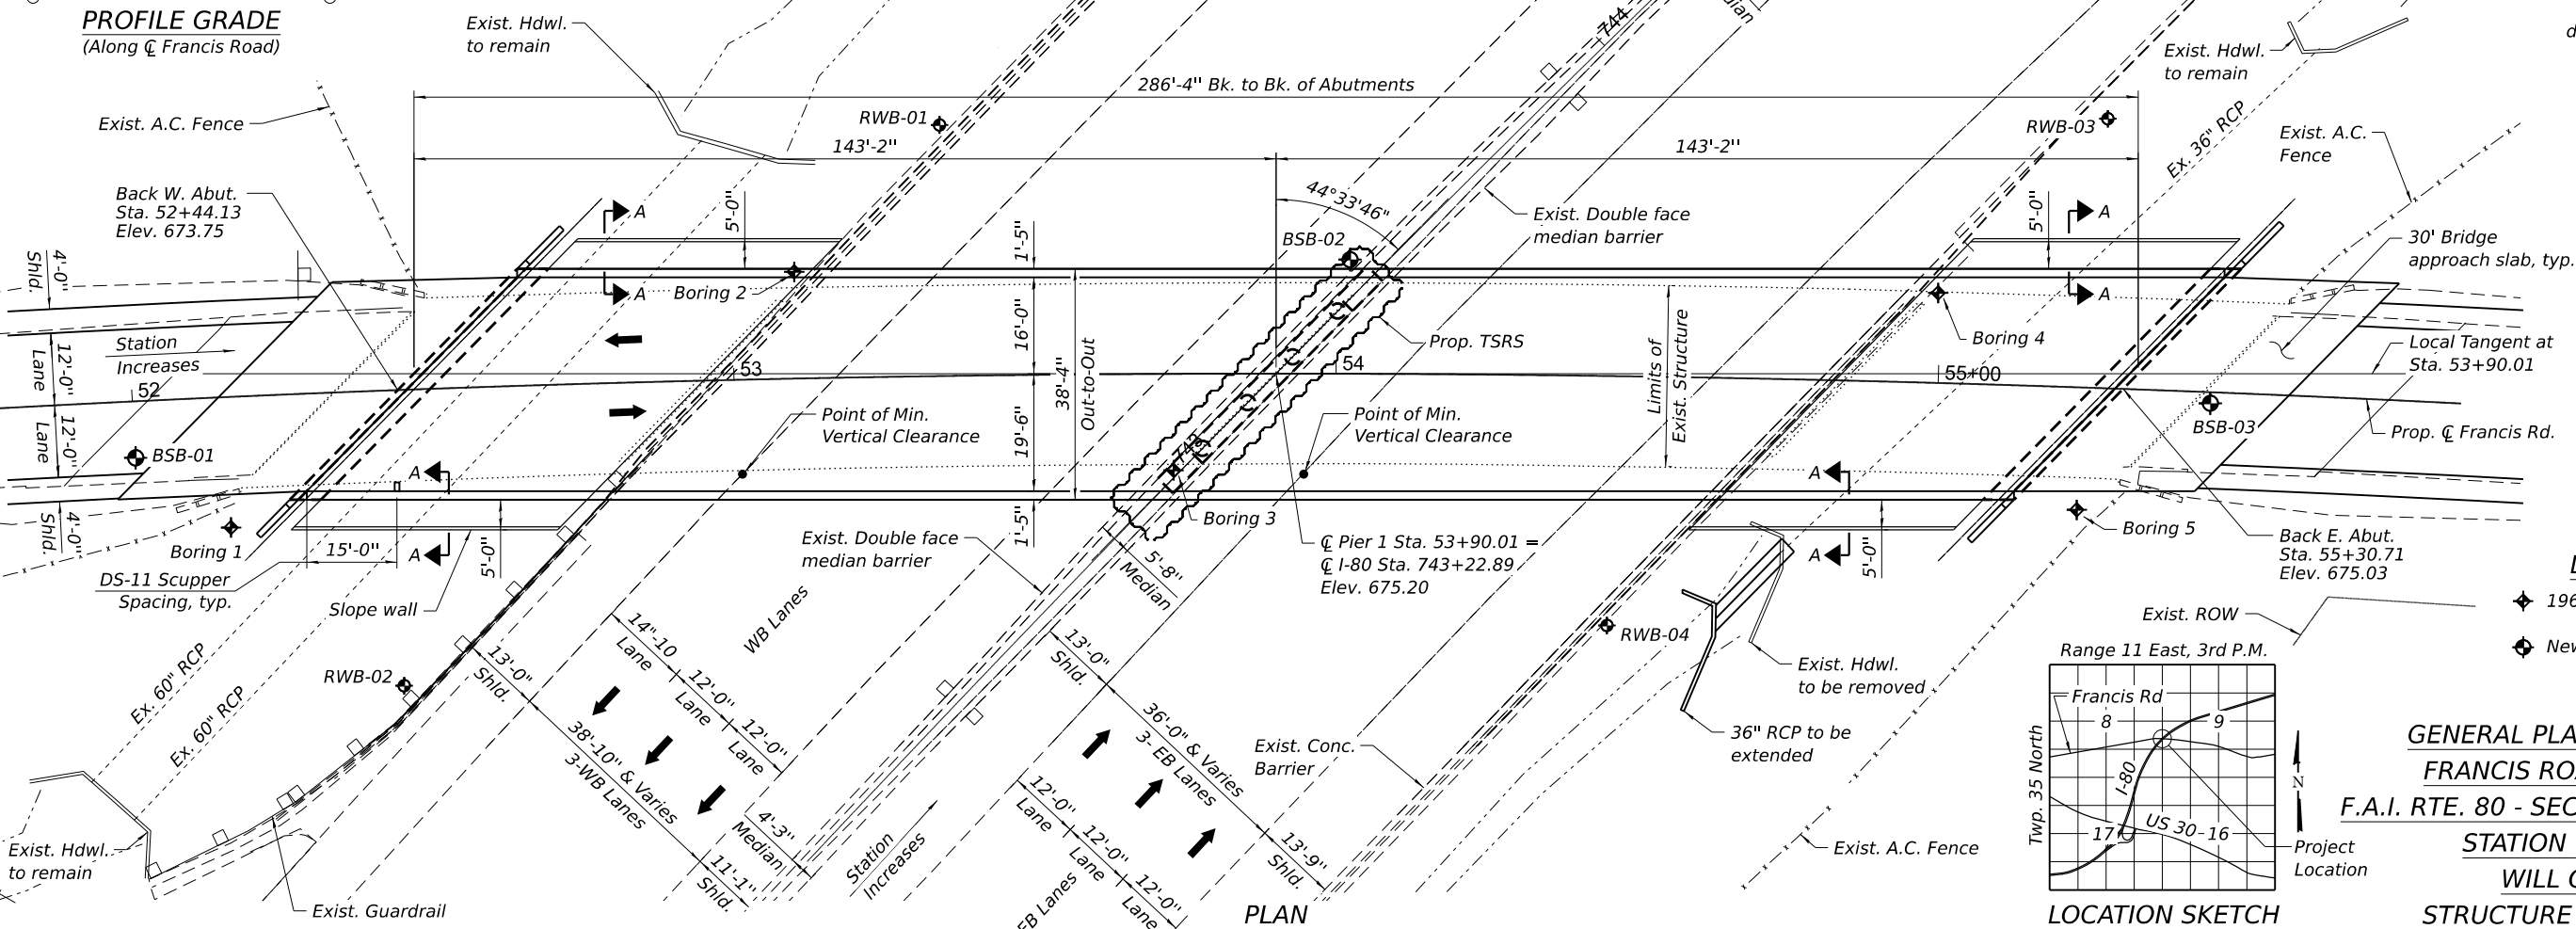 PROFILE GRADE
(Along ℄ Francis Road)
Exist. Hdwl.
to remain
Exist. A.C. Fence
Back W. Abut.
Sta. 52+44.13
Elev. 673.75
RWB-01
286'-4" Bk. to Bk. of Abutments
143'-2"
143'-2"
44°33'46"
BSB-02
744
Exist. Double face
median barrier
RWB-03
Exist. Hdwl.
to remain
Ex. 36" RCP
Exist. A.C.
Fence
30' Bridge
approach slab, typ.
Local Tangent at
Sta. 53+90.01
4'-0"
Shld.
12'-0"
Lane
12'-0"
Lane
4'-0"
Shld.
Station
Increases
52
BSB-01
A
A
5'-0"
Boring 2
53
1'-5"
16'-0"
19'-6"
1'-5"
38'-4"
Out-to-Out
Point of Min.
Vertical Clearance
Prop. TSRS
54
Point of Min.
Vertical Clearance
743
Boring 3
Limits of
Exist. Structure
5'-0"
A
A
Boring 4
55+00
BSB-03
Prop. ℄ Francis Rd.
Boring 1
15'-0"
A
A
5'-0"
DS-11 Scupper
Spacing, typ.
Slope wall
Exist. Double face
median barrier
5'-8"
Median
℄ Pier 1 Sta. 53+90.01 =
℄ I-80 Sta. 743+22.89
Elev. 675.20
A
A
5'-0"
Boring 5
Back E. Abut.
Sta. 55+30.71
Elev. 675.03
Exist. ROW
Ex. 60" RCP
Ex. 60" RCP
RWB-02
13'-0"
Shld.
14"-10
Lane
12'-0"
Lane
12'-0"
Lane
WB Lanes
38'-10" & Varies
3-WB Lanes
4'-3"
Median
11'-1"
Shld.
Station
Increases
13'-0"
Shld.
36'-0" & Varies
3- EB Lanes
12'-0"
Lane
12'-0"
Lane
12'-0"
Lane
EB Lanes
13'-9"
Shld.
Exist. Conc.
Barrier
RWB-04
Exist. Hdwl.
to be removed
36" RCP to be
extended
Exist. A.C. Fence
Exist. Hdwl.
to remain
Exist. Guardrail
PLAN
Range 11 East, 3rd P.M.
Twp. 35 North
Francis Rd
8
9
I-80
17
US 30
16
N
Project
Location
LOCATION SKETCH
196
New
GENERAL PLA
FRANCIS RO
F.A.I. RTE. 80 - SEC
STATION
WILL C
STRUCTURE